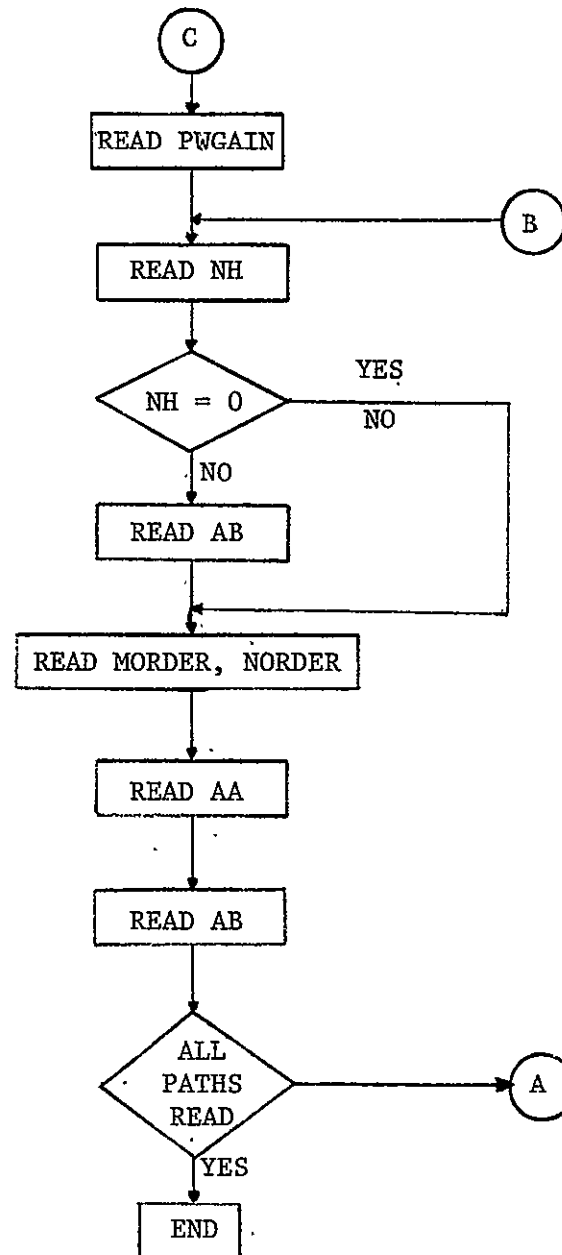 C
READ PWGAIN
B
READ NH
YES
NH = 0
NO
NO
READ AB
READ MORDER, NORDER
READ AA
READ AB
ALL
PATHS
READ
A
YES
END